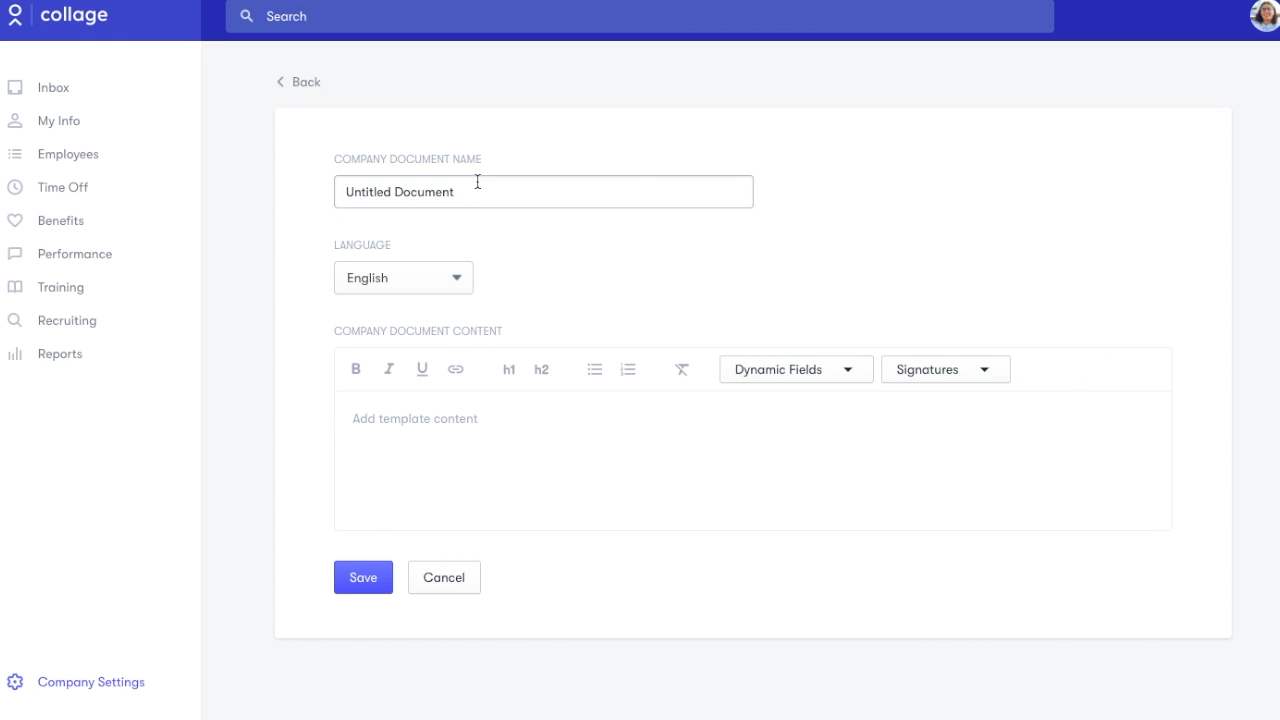 collage
Search
Inbox
My Info
Employees
Time Off
Benefits
Performance
Training
Recruiting
Reports
Company Settings
Back
COMPANY DOCUMENT NAME
Untitled Document
LANGUAGE
English
COMPANY DOCUMENT CONTENT
B I U h1 h2 Dynamic Fields Signatures
Add template content
Save Cancel